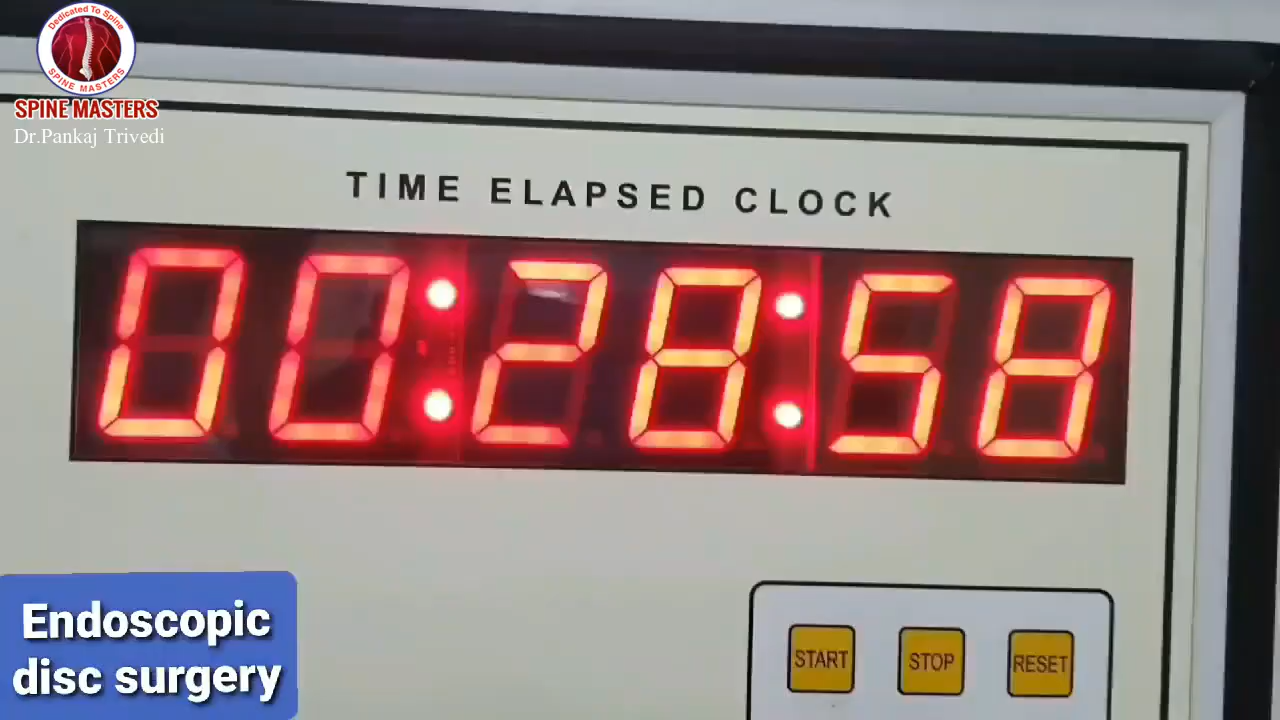 Dedicated To Spine
SPINE MASTERS
SPINE MASTERS
Dr.Pankaj Trivedi
TIME ELAPSED CLOCK
00:28:58
Endoscopic
disc surgery
START STOP RESET